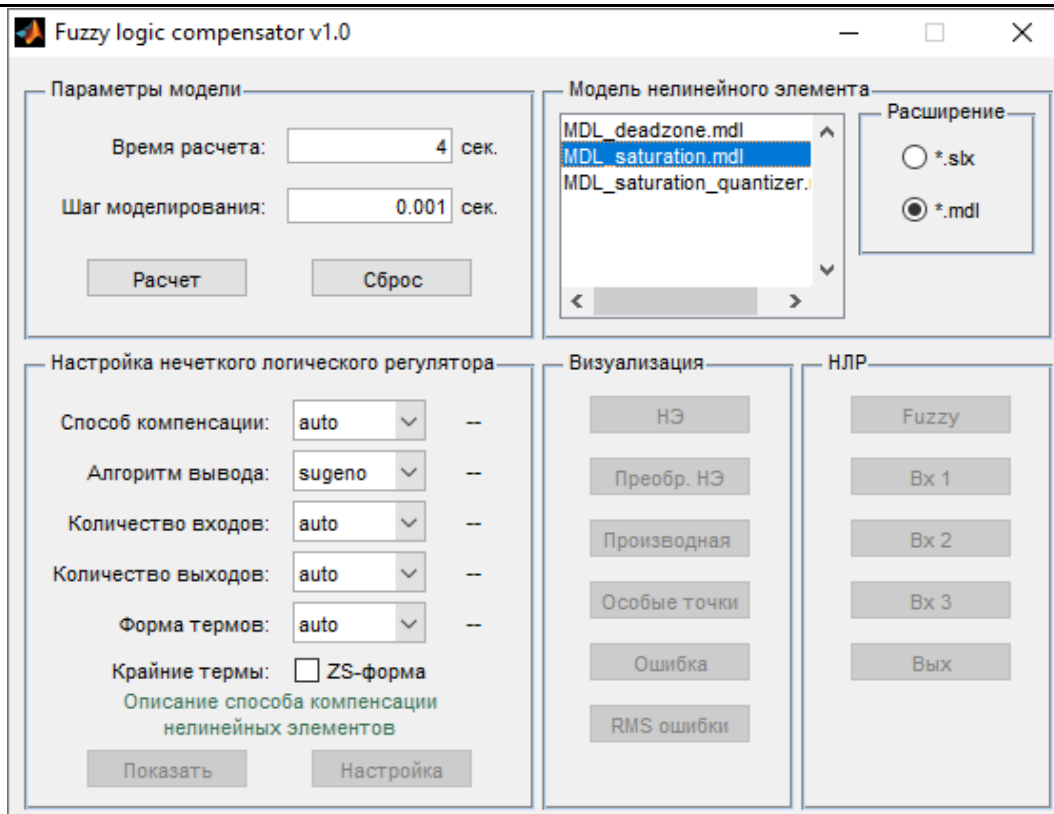 Fuzzy logic compensator v1.0
Параметры модели
Время расчета: 4 сек.
Шаг моделирования: 0.001 сек.
Расчет Сброс
Модель нелинейного элемента
MDL_deadzone.mdl
MDL_saturation.mdl
MDL_saturation_quantizer.
Расширение
*.slx
*.mdl
Настройка нечеткого логического регулятора
Способ компенсации: auto --
Алгоритм вывода: sugeno --
Количество входов: auto --
Количество выходов: auto --
Форма термов: auto --
Крайние термы: ZS-форма
Описание способа компенсации
нелинейных элементов
Показать Настройка
Визуализация
НЭ
Преобр. НЭ
Производная
Особые точки
Ошибка
RMS ошибки
НЛР
Fuzzy
Вх 1
Вх 2
Вх 3
Вых